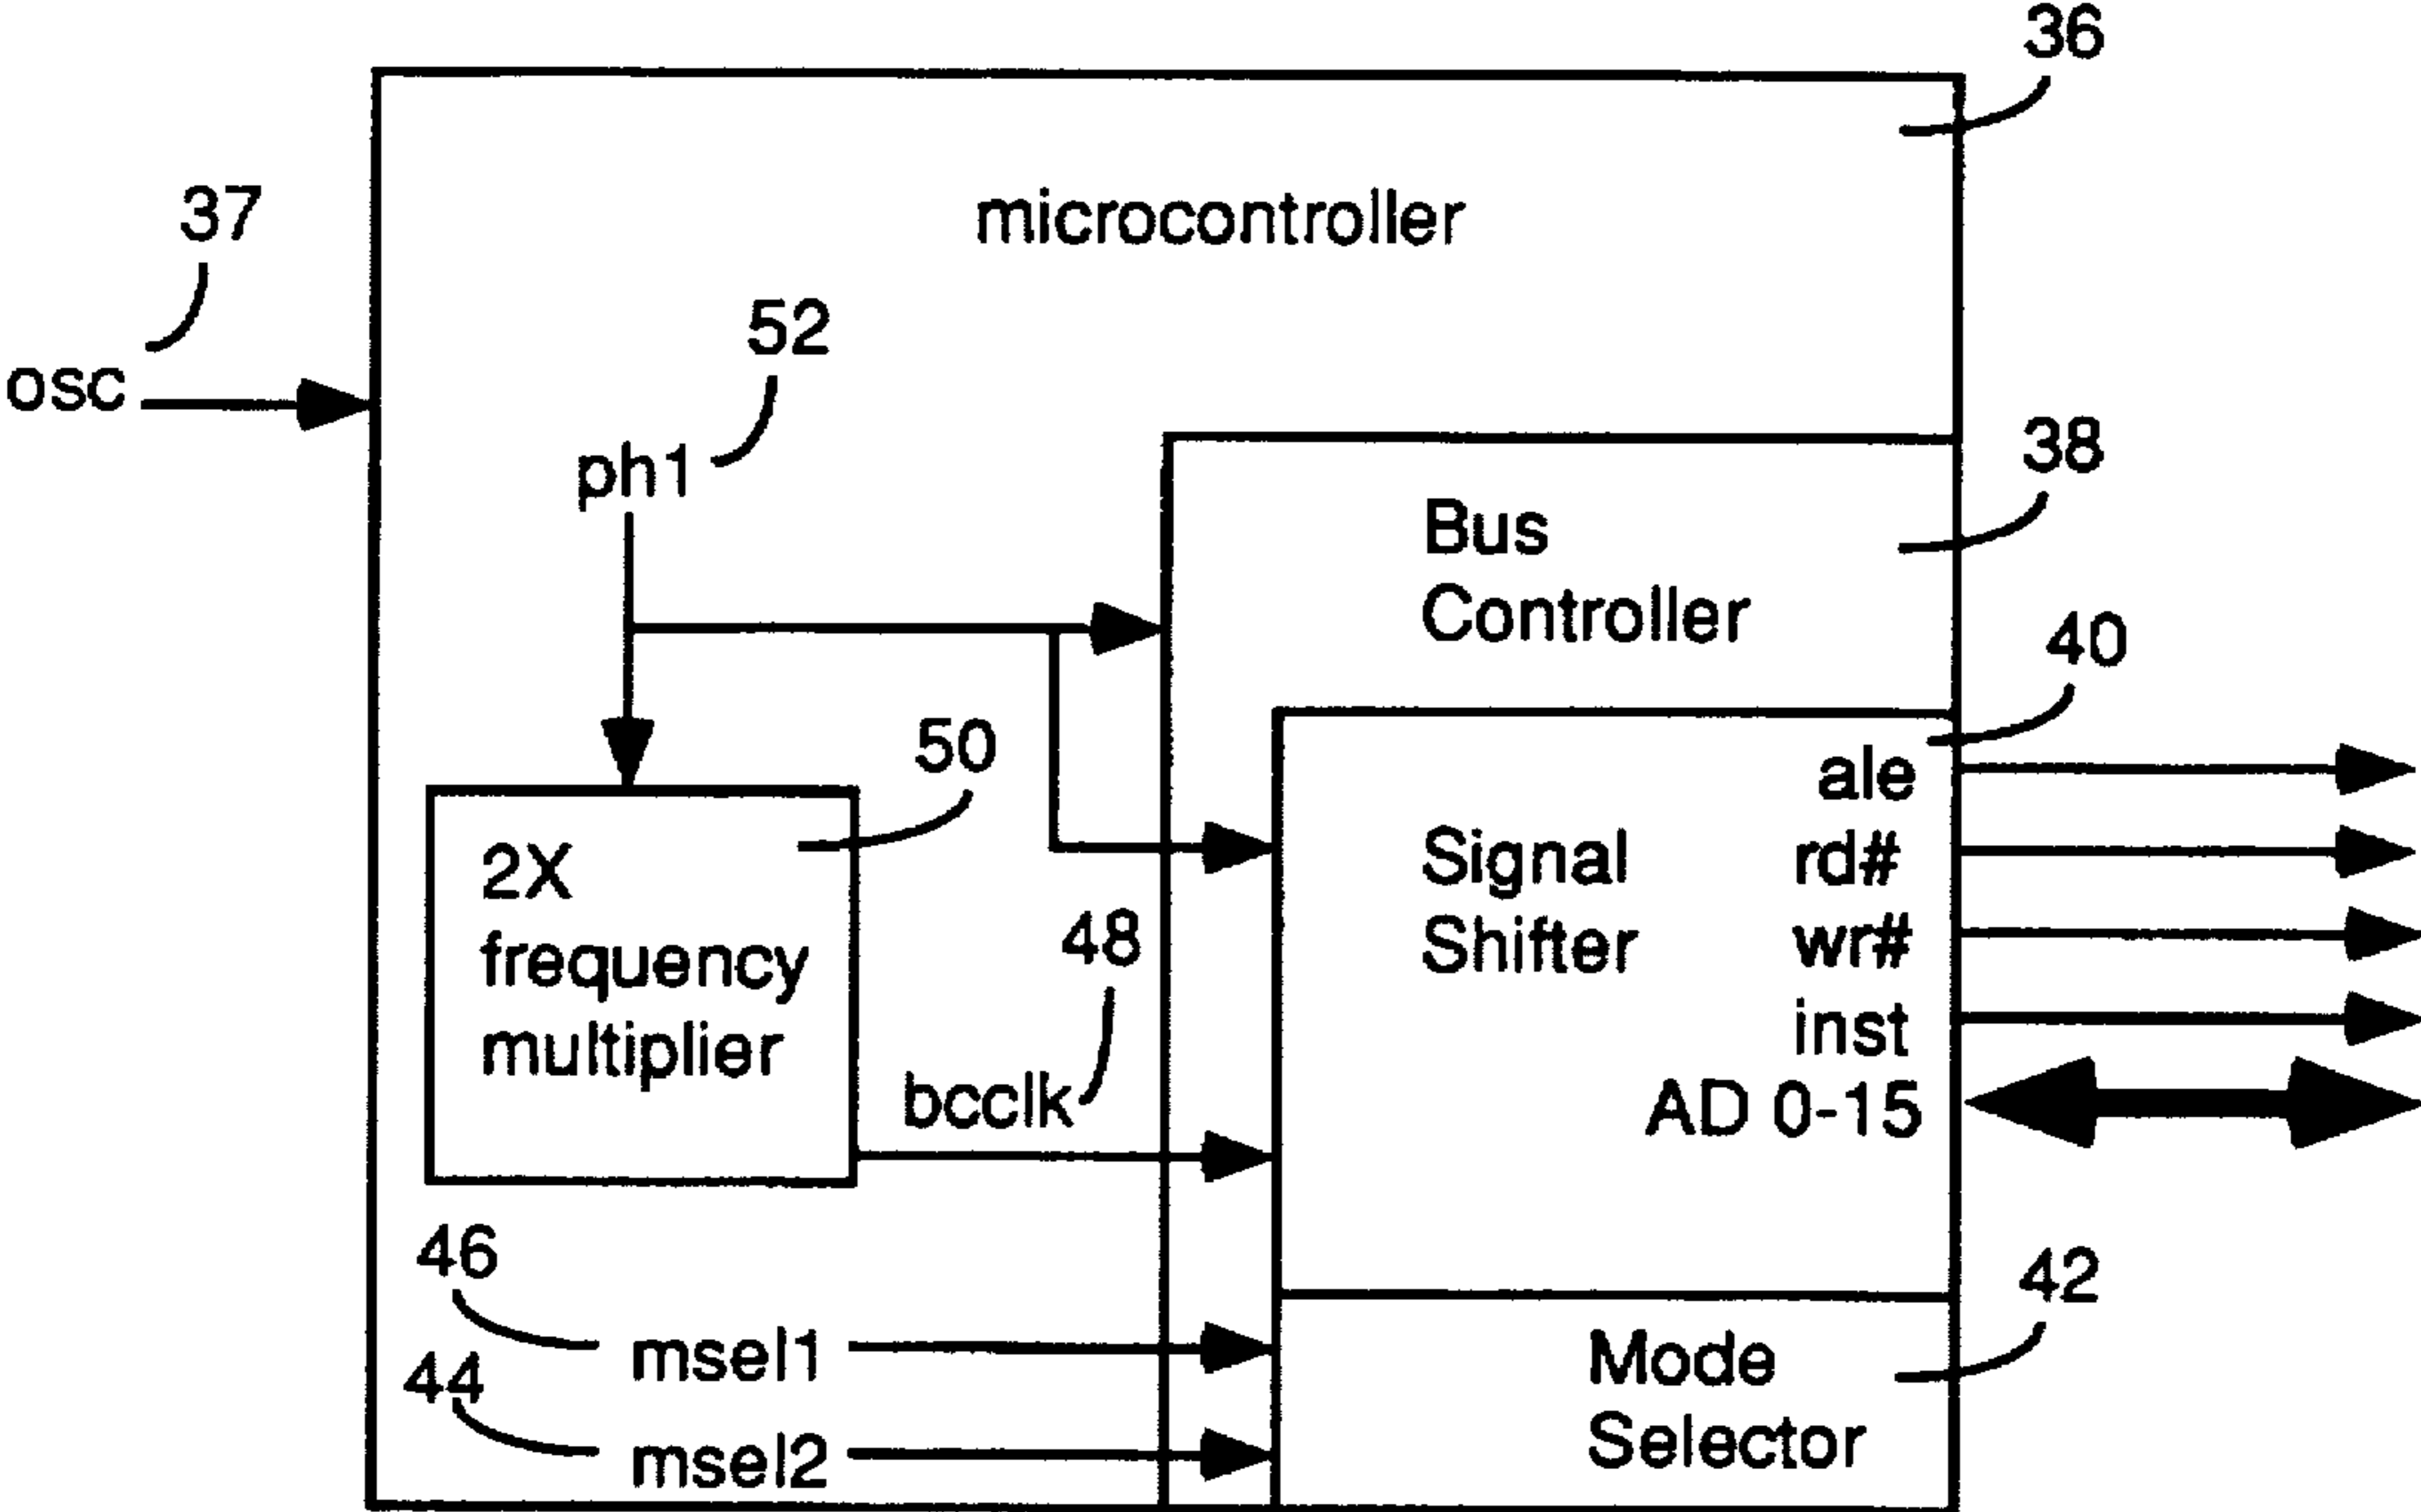 36
microcontroller
37
osc
52
ph1
38
Bus
Controller
40
50
2X
frequency
multiplier
48
bcclk
Signal
Shifter
ale
rd#
wr#
inst
AD 0-15
46
msel1
44
msel2
42
Mode
Selector